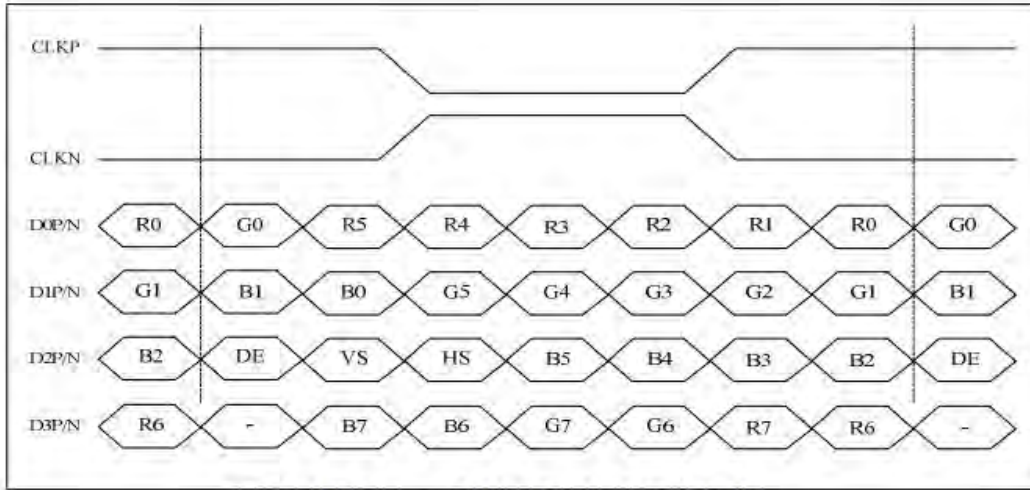 CLKP
CLKN
D0P/N R0 G0 R5 R4 R3 R2 R1 R0 G0
D1P/N G1 B1 B0 G5 G4 G3 G2 G1 B1
D2P/N B2 DE VS HS B5 B4 B3 B2 DE
D3P/N R6 - B7 B6 G7 G6 R7 R6 -